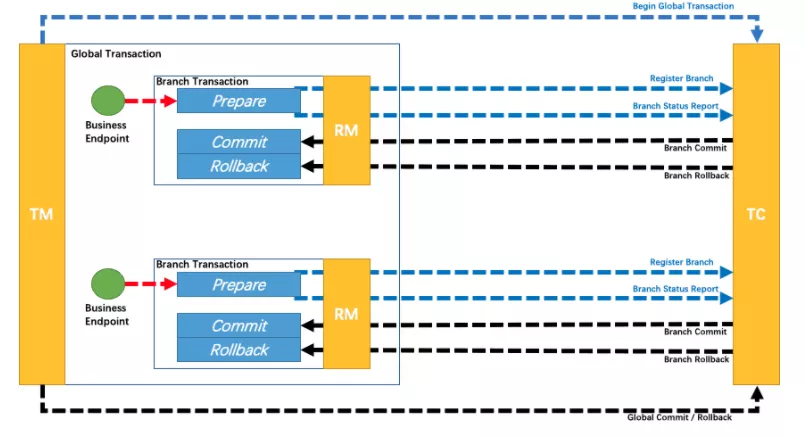 Begin Global Transaction
Global Transaction
Branch Transaction
Register Branch
Prepare
Branch Status Report
Business
Endpoint
RM
Commit
Branch Commit
Rollback
Branch Rollback
TM
TC
Branch Transaction
Register Branch
Prepare
Branch Status Report
Business
Endpoint
RM
Commit
Branch Commit
Rollback
Branch Rollback
Global Commit / Rollback